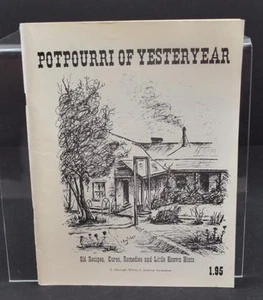 POTPOURRI OF YESTERYEAR
Old Recipes, Cures, Remedies and Little Known Hints
1.95